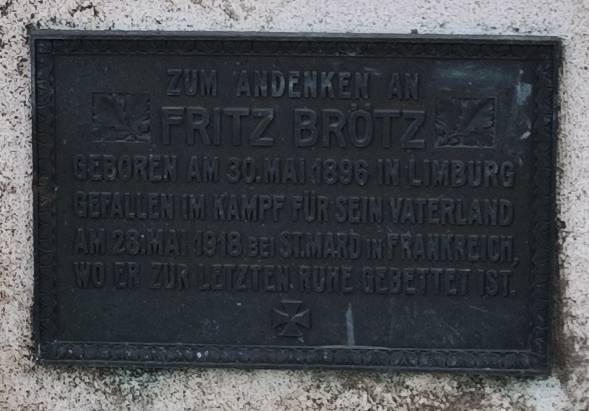 ZUM ANDENKEN AN
FRITZ BRÖTZ
GEBOREN AM 30. MAI 1896 IN LIMBURG
GEFALLEN IM KAMPF FÜR SEIN VATERLAND
AM 28. MAI 1918 BEI ST. MARD IN FRANKREICH,
WO ER ZUR LETZTEN RUHE GEBETTET IST.